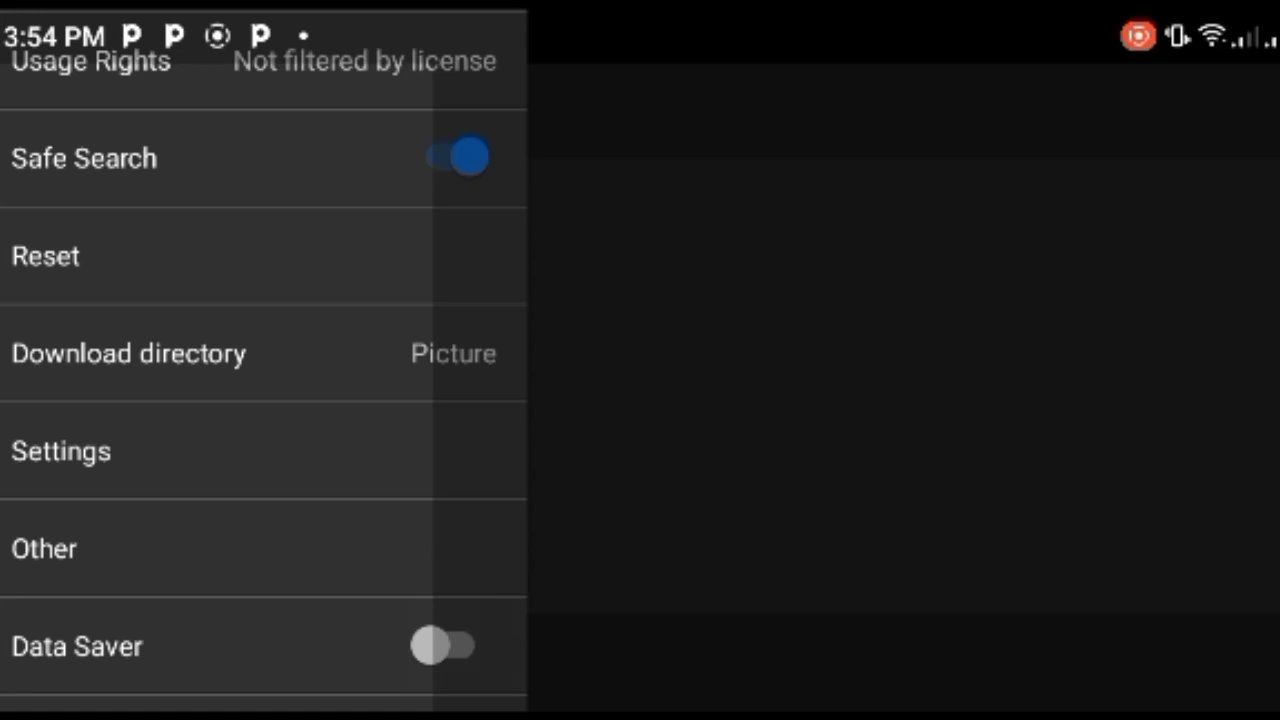 3:54 PM
Usage Rights Not filtered by license
Safe Search
Reset
Download directory Picture
Settings
Other
Data Saver